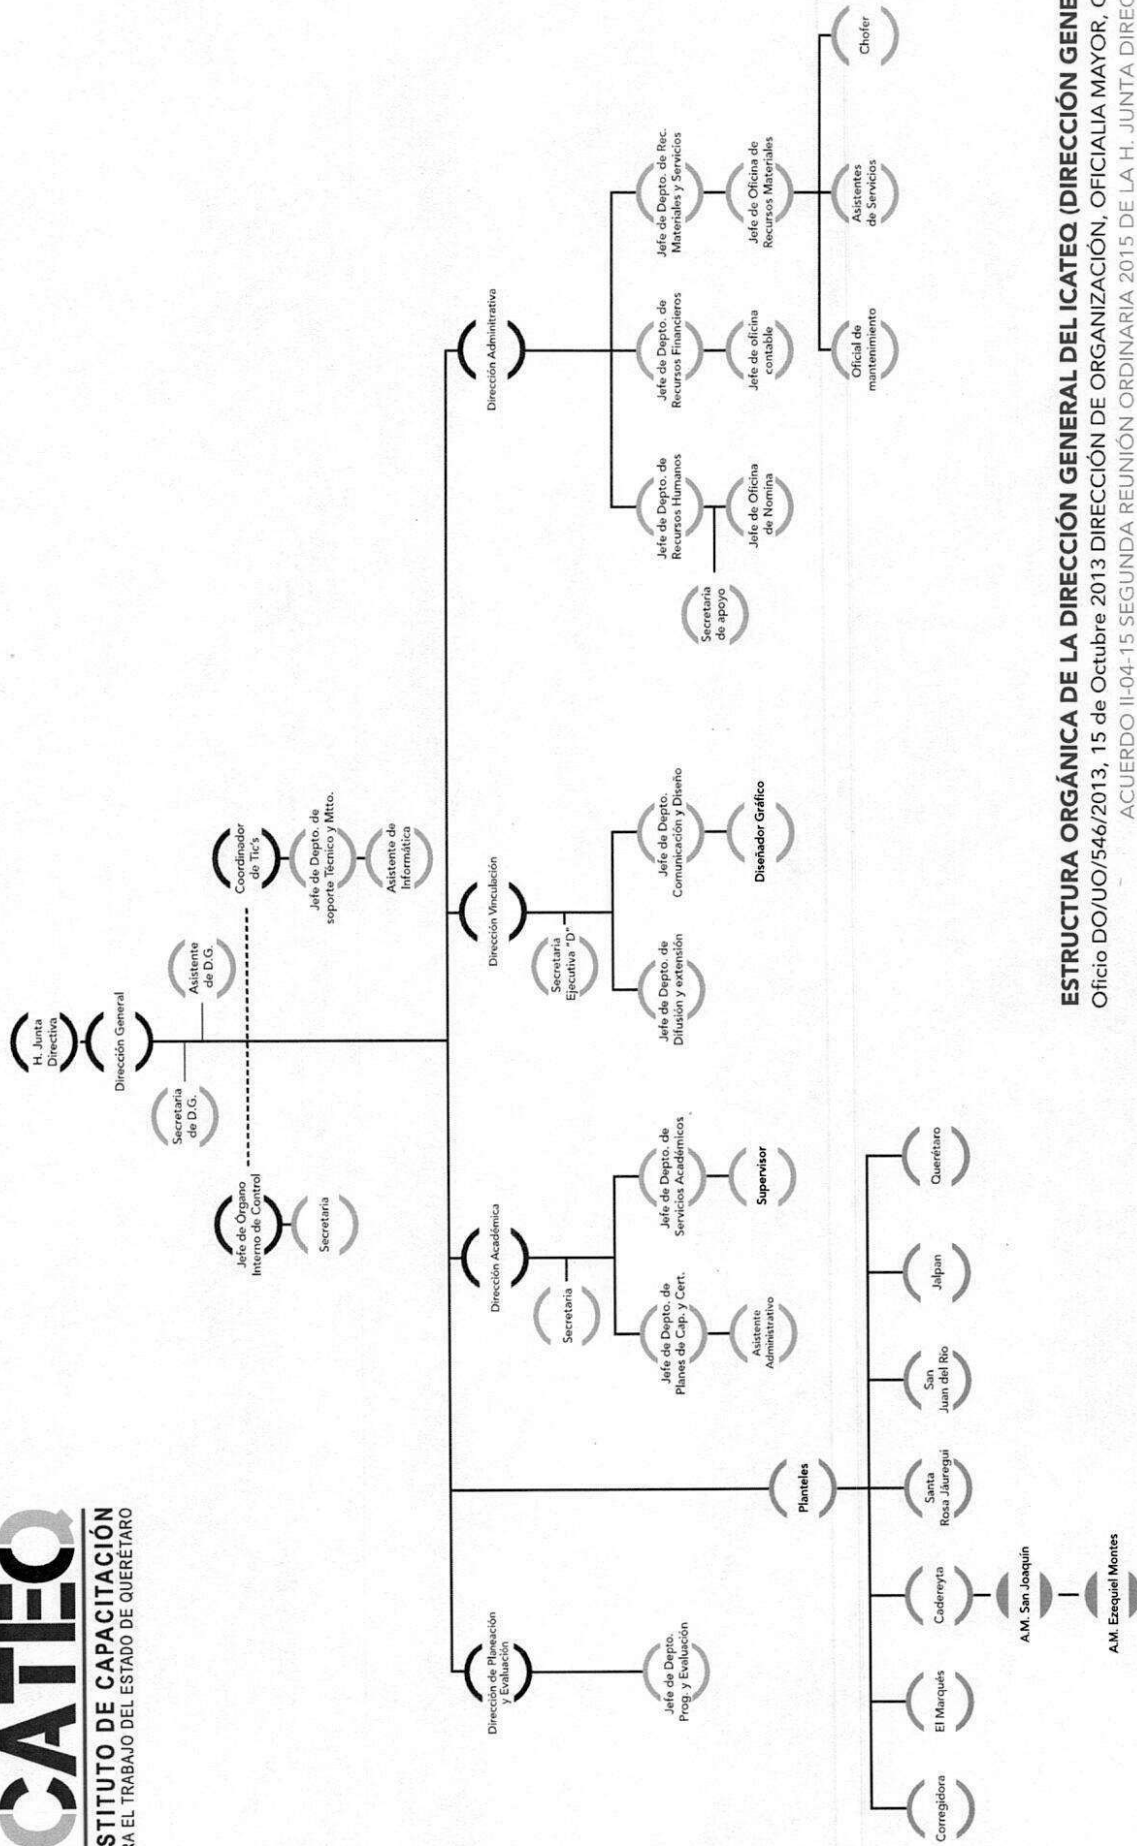 CATEQ
STITUTO DE CAPACITACIÓN
RA EL TRABAJO DEL ESTADO DE QUERÉTARO
H. Junta
Directiva
Dirección General
Secretaria
de D.G.
Asistente
de D.G.
Jefe de Órgano
Interno de Control
Secretaria
Coordinador
de Tic's
Jefe de Depto. de
soporte Técnico y Mtto.
Asistente de
Informática
Dirección de Planeación
y Evaluación
Jefe de Depto.
Prog. y Evaluación
Planteles
Corregidora
El Marqués
Cadereyta
A.M. San Joaquín
A.M. Ezequiel Montes
Santa
Rosa Jáuregui
San
Juan del Río
Jalpan
Querétaro
Dirección Académica
Secretaria
Jefe de Depto. de
Planes de Cap. y Cert.
Asistente
Administrativo
Jefe de Depto. de
Servicios Académicos
Supervisor
Dirección Vinculación
Secretaria
Ejecutiva "D"
Jefe de Depto. de
Difusión y extensión
Jefe de Depto.
Comunicación y Diseño
Diseñador Gráfico
Dirección Adminitrativa
Jefe de Depto. de
Recursos Humanos
Secretaria
de apoyo
Jefe de Oficina
de Nomina
Jefe de Depto. de
Recursos Financieros
Jefe de oficina
contable
Jefe de Depto. de Rec.
Materiales y Servicios
Jefe de Oficina de
Recursos Materiales
Oficial de
mantenimiento
Asistentes
de Servicios
Chofer
ESTRUCTURA ORGÁNICA DE LA DIRECCIÓN GENERAL DEL ICATEQ (DIRECCIÓN GENE
Oficio DO/UO/546/2013, 15 de Octubre 2013 DIRECCIÓN DE ORGANIZACIÓN, OFICIALIA MAYOR,
ACUERDO II-04-15 SEGUNDA REUNIÓN ORDINARIA 2015 DE LA H. JUNTA DIREC